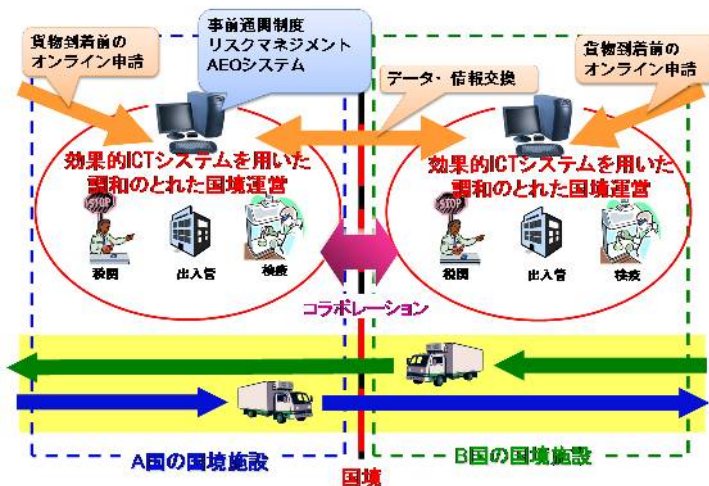 事前通関制度
リスクマネジメント
AEOシステム
貨物到着前の
オンライン申請
データ・情報交換
貨物到着前の
オンライン申請
効果的ICTシステムを用いた
調和のとれた国境運営
STOP
税関
出入管
検疫
効果的ICTシステムを用いた
調和のとれた国境運営
STOP
税関
出入管
検疫
コラボレーション
A国の国境施設
B国の国境施設
国境